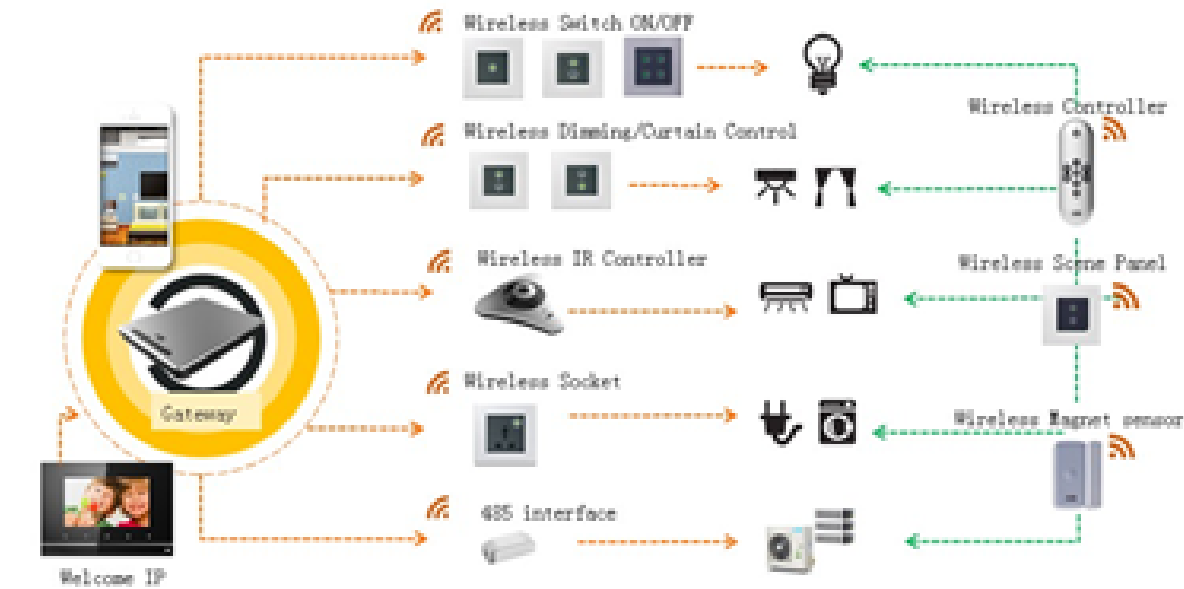 Wireless Switch ON/OFF
Wireless Controller
Wireless Dimming/Curtain Control
Wireless IR Controller
Wireless Scene Panel
Wireless Socket
Gateway
Wireless Magnet sensor
485 interface
Welcome IP